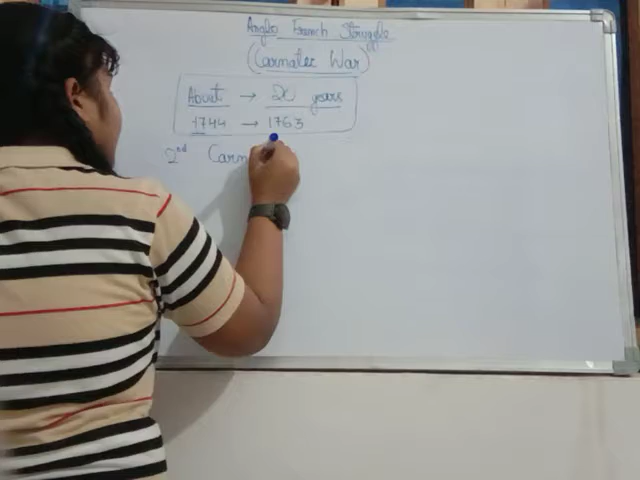 Anglo French Struggle
(Carnatic War)
About → 20 years
1744 → 1763
2nd Carn